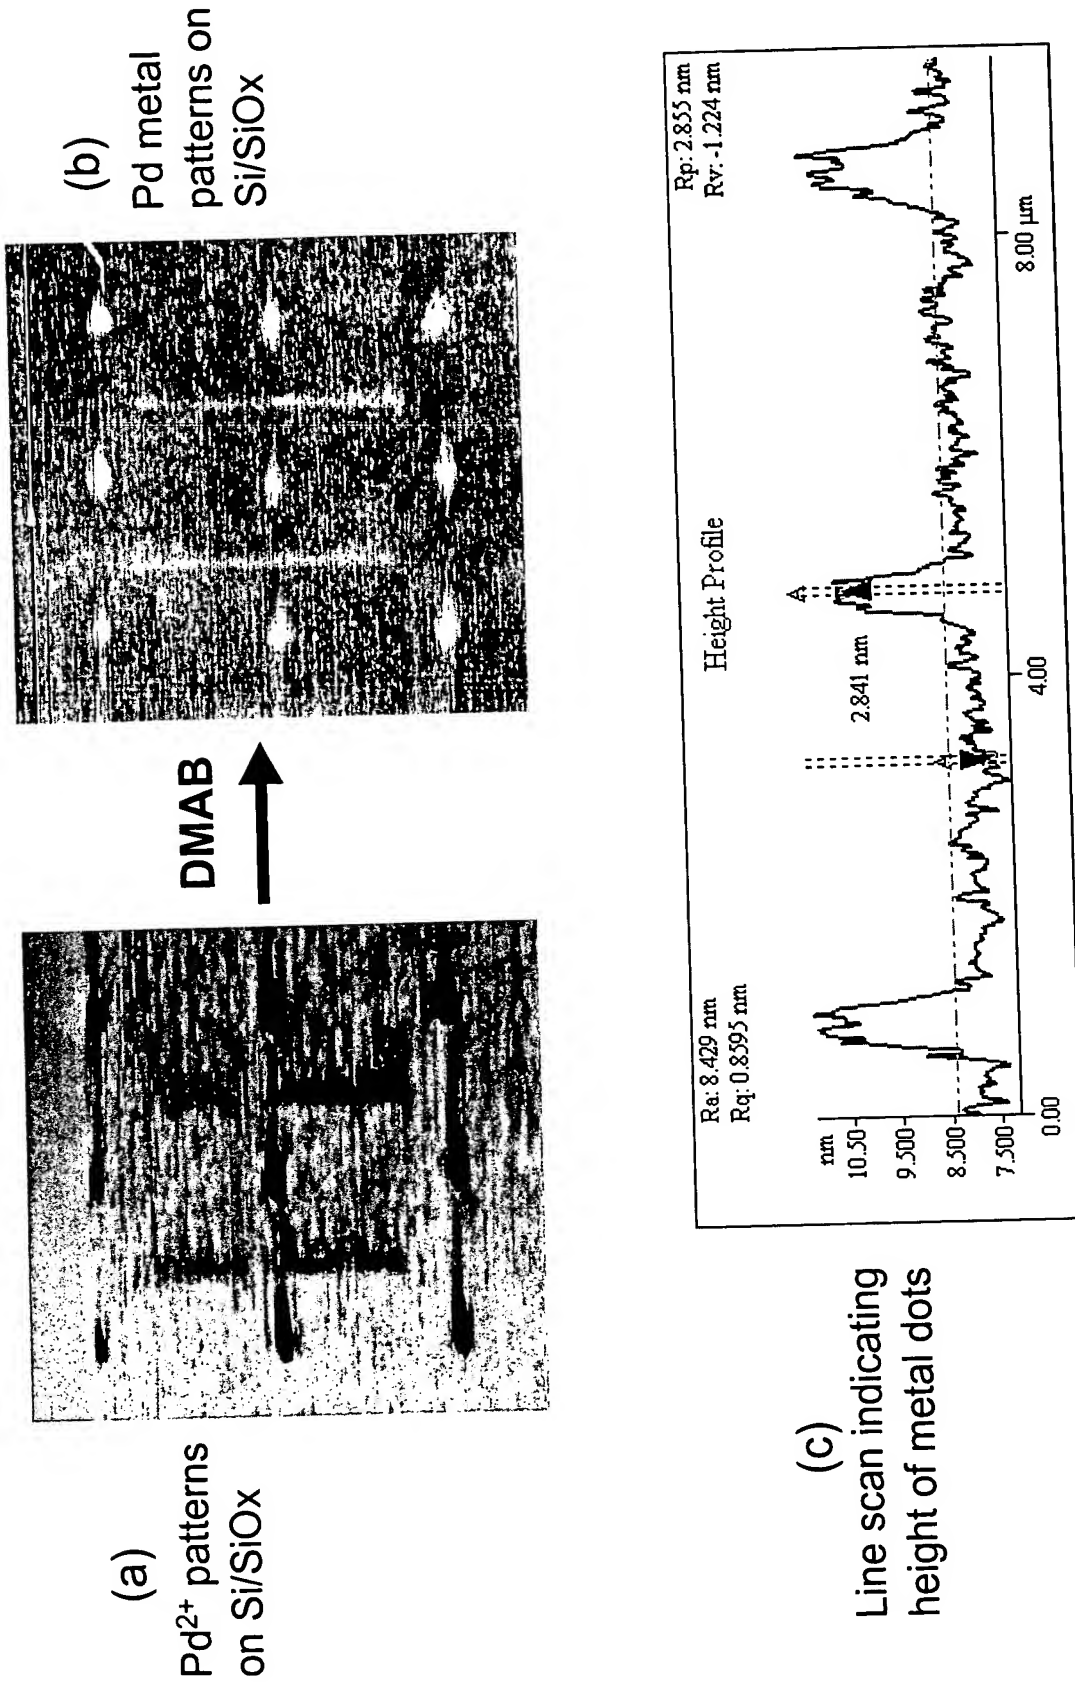 (a)
Pd2+ patterns
on Si/SiOx
DMAB
(b)
Pd metal
patterns on
Si/SiOx
(c)
Line scan indicating
height of metal dots
Ra: 8.429 nm
Rq: 0.8595 nm
Height Profile
Rp: 2.855 nm
Rv: -1.224 nm
nm
10.50
9.500
8.500
7.500
2.841 nm
0.00
4.00
8.00 µm